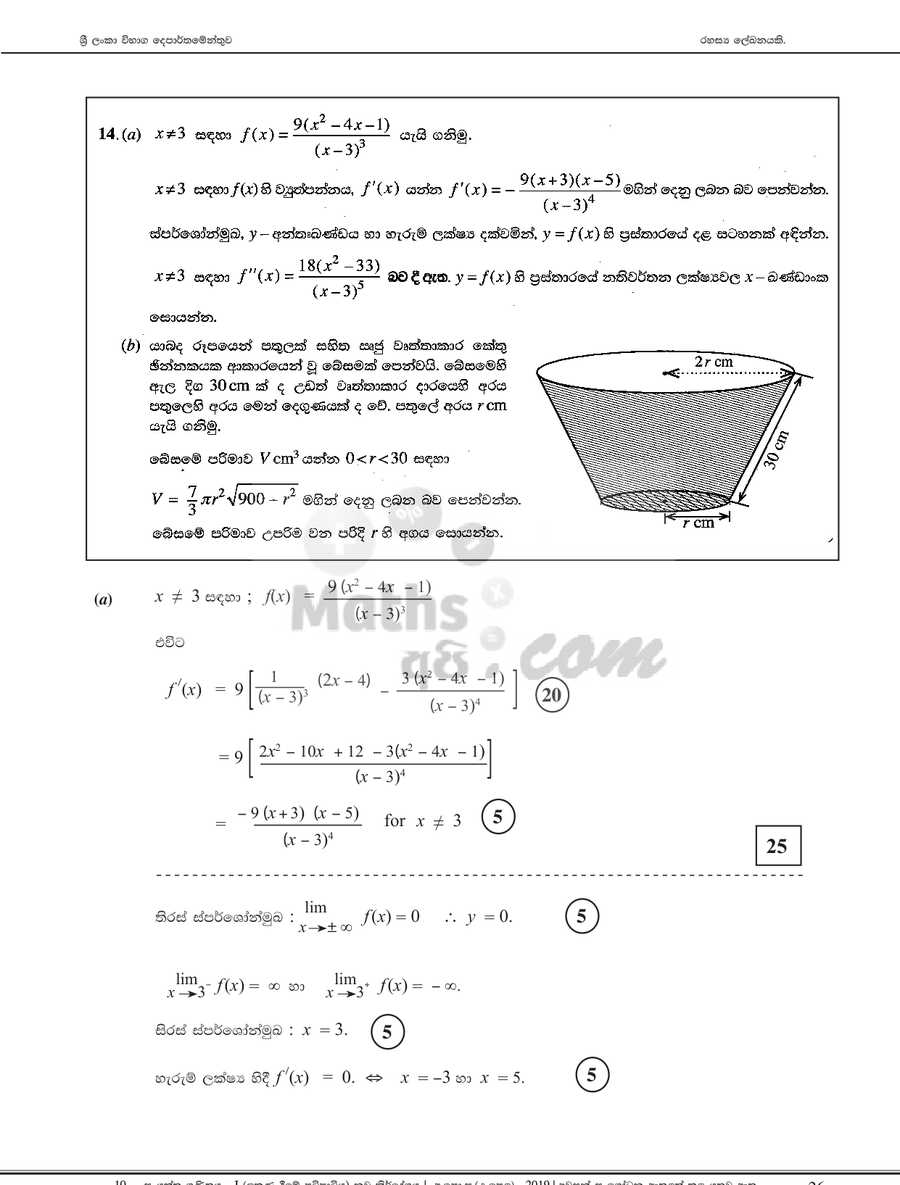 ශ්‍රී ලංකා විභාග දෙපාර්තමේන්තුව
රහස්‍ය ලේඛනයකි.
14.(a) x≠3 සඳහා f(x) = 9(x² − 4x − 1) / (x − 3)³ යැයි ගනිමු.
x≠3 සඳහා f(x) හි ව්‍යුත්පන්නය, f′(x) යන්න f′(x) = − 9(x+3)(x−5) / (x−3)⁴ මගින් දෙනු ලබන බව පෙන්වන්න.
ස්පර්ශෝන්මුඛ, y – අන්තඃඛණ්ඩය හා හැරුම් ලක්ෂ්‍ය දක්වමින්, y = f(x) හි ප්‍රස්තාරයේ දළ සටහනක් අඳින්න.
x≠3 සඳහා f″(x) = 18(x² − 33) / (x−3)⁵ බව දී ඇත. y = f(x) හි ප්‍රස්තාරයේ නතිවර්තන ලක්ෂ්‍යවල x – ඛණ්ඩාංක
සොයන්න.
(b) යාබද රූපයෙන් පතුලක් සහිත සෘජු වෘත්තාකාර කේතු
ඡින්නකයක ආකාරයෙන් වූ බේසමක් පෙන්වයි. බේසමෙහි
ඇල දිග 30 cm ක් ද උඩත් වෘත්තාකාර දාරයෙහි අරය
පතුලෙහි අරය මෙන් දෙගුණයක් ද වේ. පතුලේ අරය r cm
යැයි ගනිමු.
බේසමේ පරිමාව V cm³ යන්න 0<r<30 සඳහා
V = 7/3 πr²√(900 − r²) මගින් දෙනු ලබන බව පෙන්වන්න.
බේසමේ පරිමාව උපරිම වන පරිදි r හි අගය සොයන්න.
2r cm
30 cm
r cm
Maths
අපි . com
(a) x ≠ 3 සඳහා ; f(x) = 9 (x² – 4x – 1) / (x – 3)³
එවිට
f′(x) = 9 [ 1 / (x – 3)³ (2x – 4) – 3 (x² – 4x – 1) / (x – 3)⁴ ] 20
= 9 [ 2x² – 10x + 12 – 3(x² – 4x – 1) / (x – 3)⁴ ]
= – 9 (x+3) (x – 5) / (x – 3)⁴ for x ≠ 3 5
25
තිරස් ස්පර්ශෝන්මුඛ : lim x→± ∞ f(x) = 0 ∴ y = 0. 5
lim x→3⁻ f(x) = ∞ හා lim x→3⁺ f(x) = – ∞.
සිරස් ස්පර්ශෝන්මුඛ : x = 3. 5
හැරුම් ලක්ෂ්‍ය හිදී f′(x) = 0. ⇔ x = –3 හා x = 5. 5